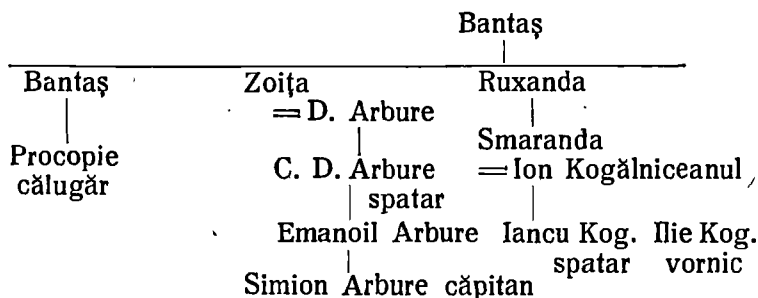 Bantaş
Bantaş Zoiţa Ruxanda
= D. Arbure
Smaranda
Procopie
călugăr
C. D. Arbure = Ion Kogălniceanul
spatar
Emanoil Arbure Iancu Kog. Ilie Kog.
spatar vornic
Simion Arbure căpitan